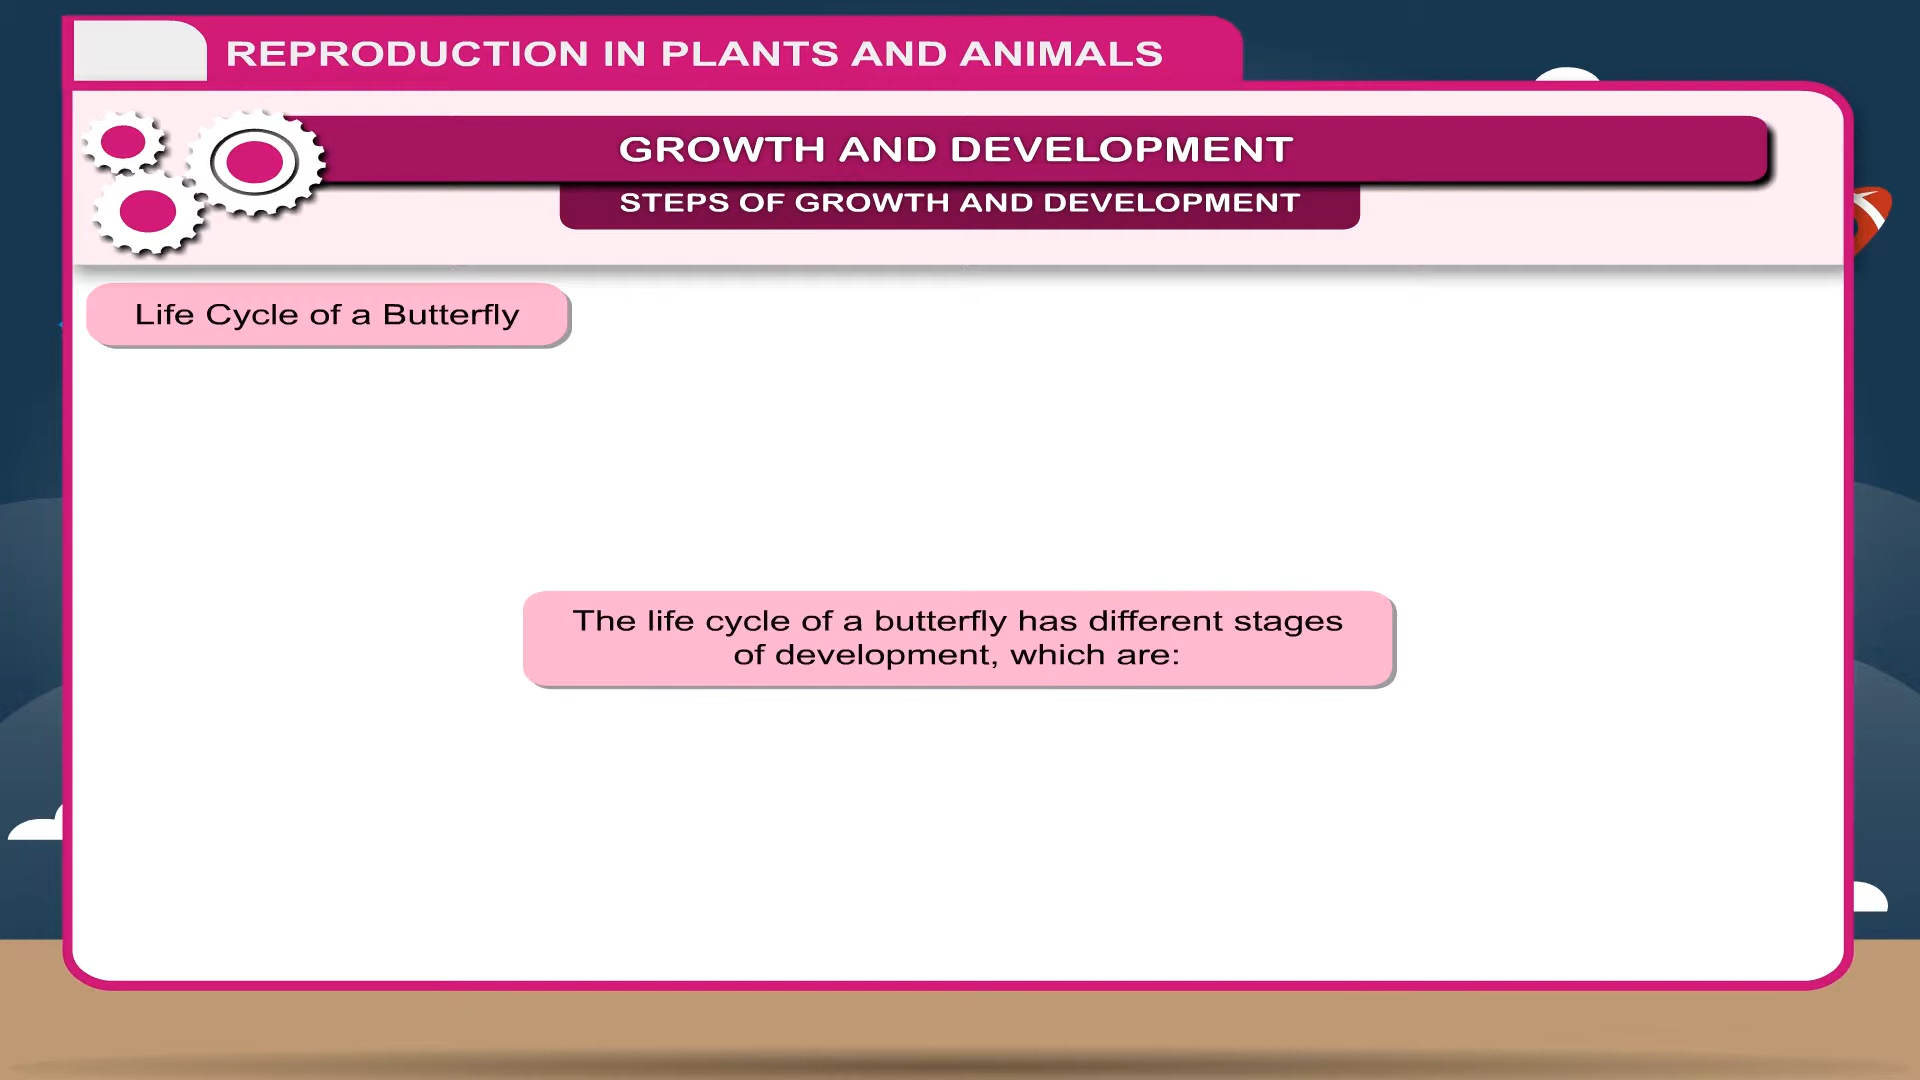 REPRODUCTION IN PLANTS AND ANIMALS
GROWTH AND DEVELOPMENT
STEPS OF GROWTH AND DEVELOPMENT
Life Cycle of a Butterfly
The life cycle of a butterfly has different stages
of development, which are: